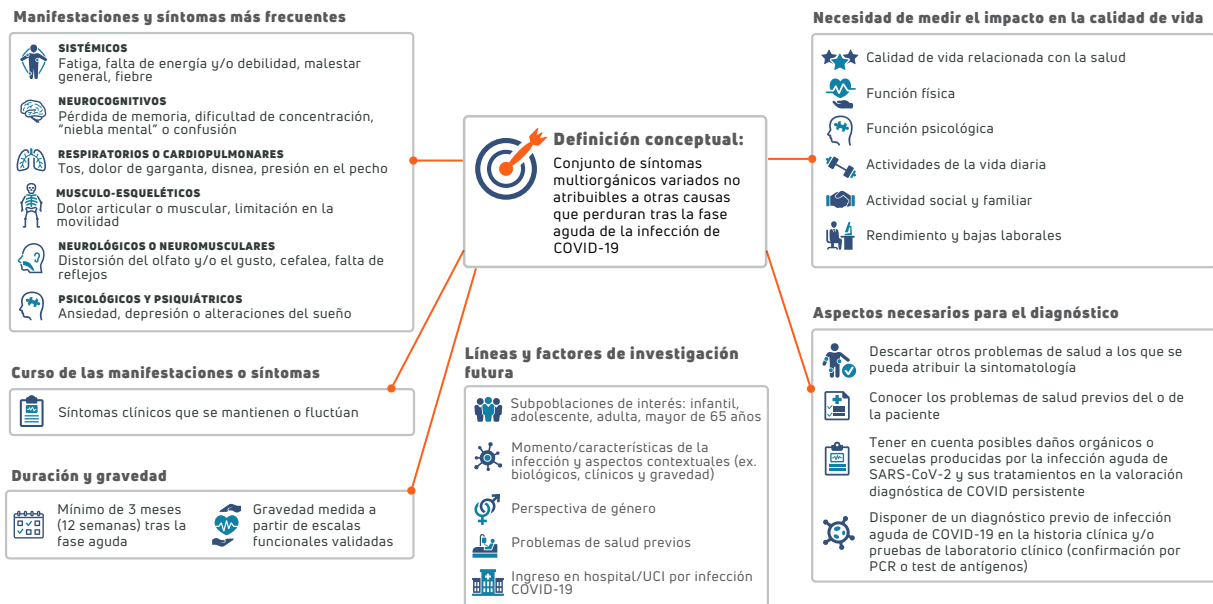 Manifestaciones y síntomas más frecuentes
SISTÉMICOS
Fatiga, falta de energía y/o debilidad, malestar
general, fiebre
NEUROCOGNITIVOS
Pérdida de memoria, dificultad de concentración,
"niebla mental" o confusión
RESPIRATORIOS O CARDIOPULMONARES
Tos, dolor de garganta, disnea, presión en el pecho
MUSCULO-ESQUELÉTICOS
Dolor articular o muscular, limitación en la
movilidad
NEUROLÓGICOS O NEUROMUSCULARES
Distorsión del olfato y/o el gusto, cefalea, falta de
reflejos
PSICOLÓGICOS Y PSIQUIÁTRICOS
Ansiedad, depresión o alteraciones del sueño
Curso de las manifestaciones o síntomas
Síntomas clínicos que se mantienen o fluctúan
Duración y gravedad
Mínimo de 3 meses
(12 semanas) tras la
fase aguda
Gravedad medida a
partir de escalas
funcionales validadas
Definición conceptual:
Conjunto de síntomas
multiorgánicos variados no
atribuibles a otras causas
que perduran tras la fase
aguda de la infección de
COVID-19
Líneas y factores de investigación
futura
Subpoblaciones de interés: infantil,
adolescente, adulta, mayor de 65 años
Momento/características de la
infección y aspectos contextuales (ex.
biológicos, clínicos y gravedad)
Perspectiva de género
Problemas de salud previos
Ingreso en hospital/UCI por infección
COVID-19
Necesidad de medir el impacto en la calidad de vida
Calidad de vida relacionada con la salud
Función física
Función psicológica
Actividades de la vida diaria
Actividad social y familiar
Rendimiento y bajas laborales
Aspectos necesarios para el diagnóstico
Descartar otros problemas de salud a los que se
pueda atribuir la sintomatología
Conocer los problemas de salud previos del o de
la paciente
Tener en cuenta posibles daños orgánicos o
secuelas producidas por la infección aguda de
SARS-CoV-2 y sus tratamientos en la valoración
diagnóstica de COVID persistente
Disponer de un diagnóstico previo de infección
aguda de COVID-19 en la historia clínica y/o
pruebas de laboratorio clínico (confirmación por
PCR o test de antígenos)